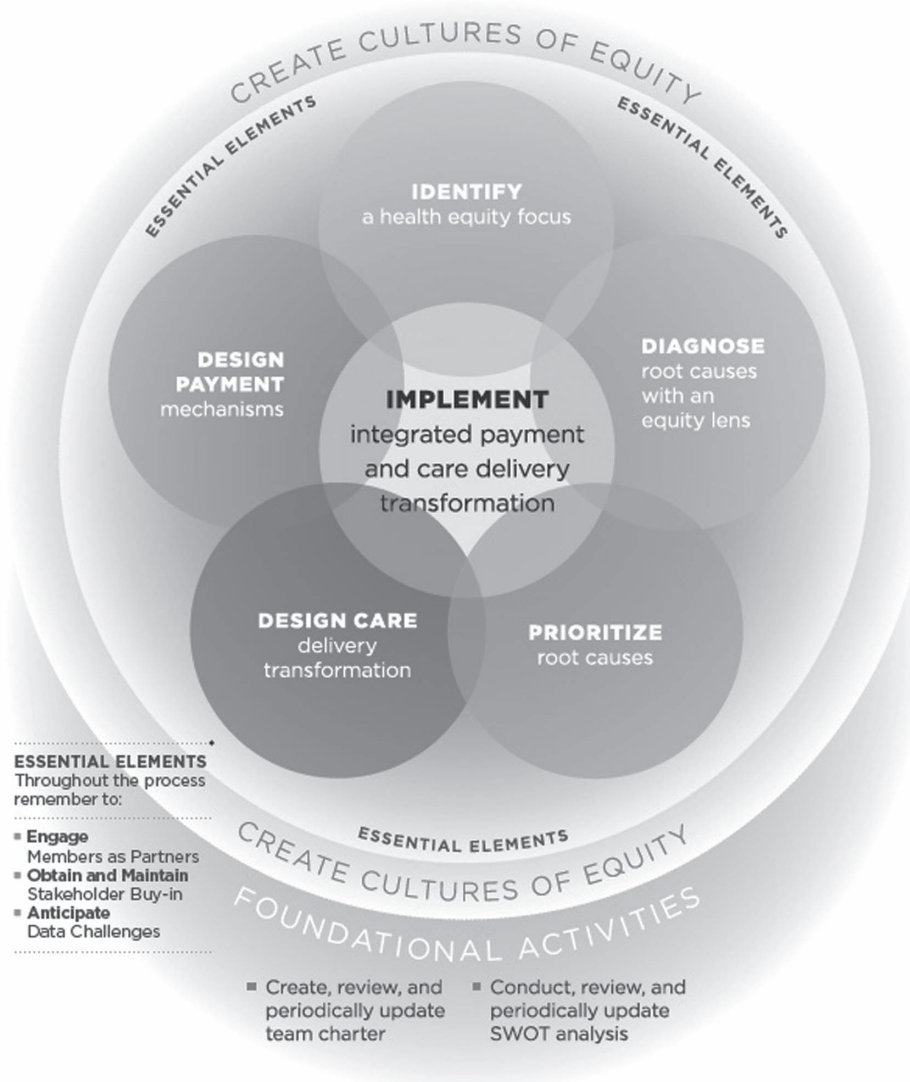 CREATE CULTURES OF EQUITY
ESSENTIAL ELEMENTS
ESSENTIAL ELEMENTS
IDENTIFY
a health equity focus
DESIGN
PAYMENT
mechanisms
DIAGNOSE
root causes
with an
equity lens
IMPLEMENT
integrated payment
and care delivery
transformation
DESIGN CARE
delivery
transformation
PRIORITIZE
root causes
ESSENTIAL ELEMENTS
Throughout the process
remember to:
▪ Engage
Members as Partners
▪ Obtain and Maintain
Stakeholder Buy-in
▪ Anticipate
Data Challenges
ESSENTIAL ELEMENTS
CREATE CULTURES OF EQUITY
FOUNDATIONAL ACTIVITIES
▪ Create, review, and
periodically update
team charter
▪ Conduct, review, and
periodically update
SWOT analysis